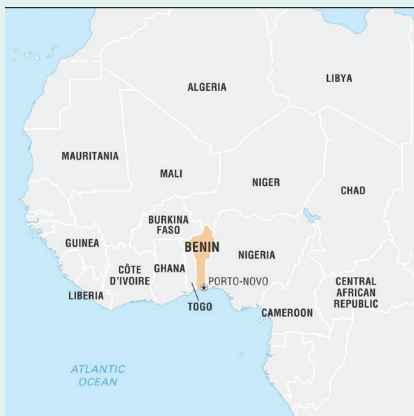 LIBYA
ALGERIA
MAURITANIA
MALI
NIGER
CHAD
BURKINA
FASO
BENIN
GUINEA
NIGERIA
CÔTE
D'IVOIRE
GHANA
PORTO-NOVO
CENTRAL
AFRICAN
REPUBLIC
LIBERIA
TOGO
CAMEROON
ATLANTIC
OCEAN